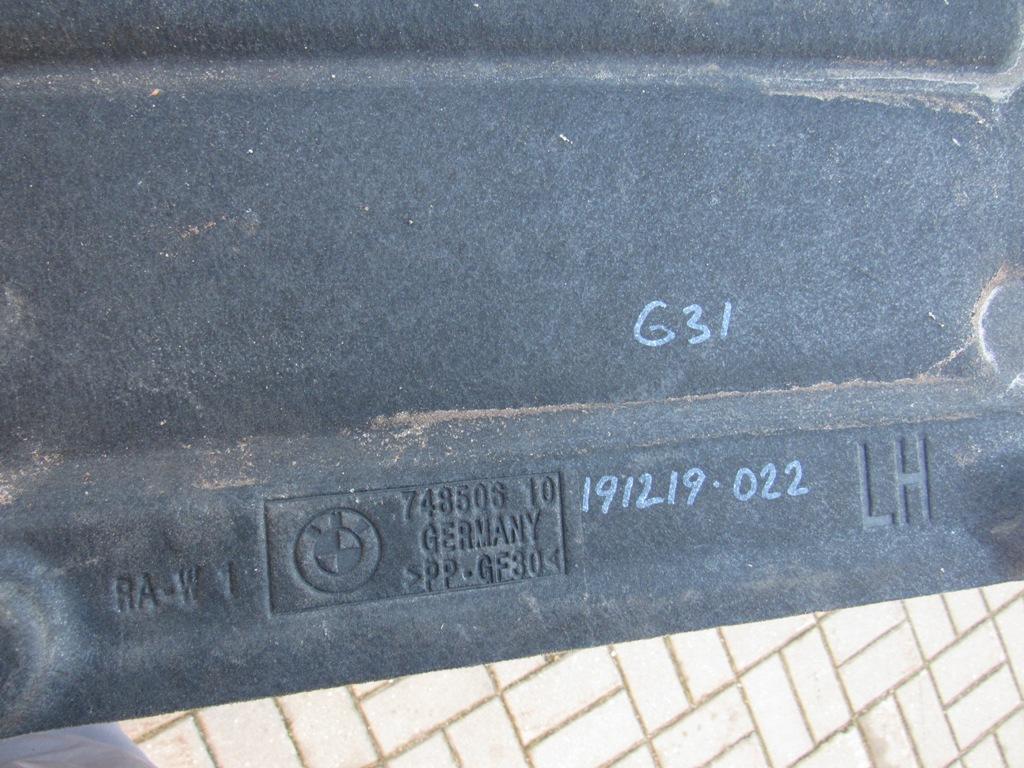 G31
748506 10
GERMANY
>PP-GF30<
191219-022
LH
RA-W 1